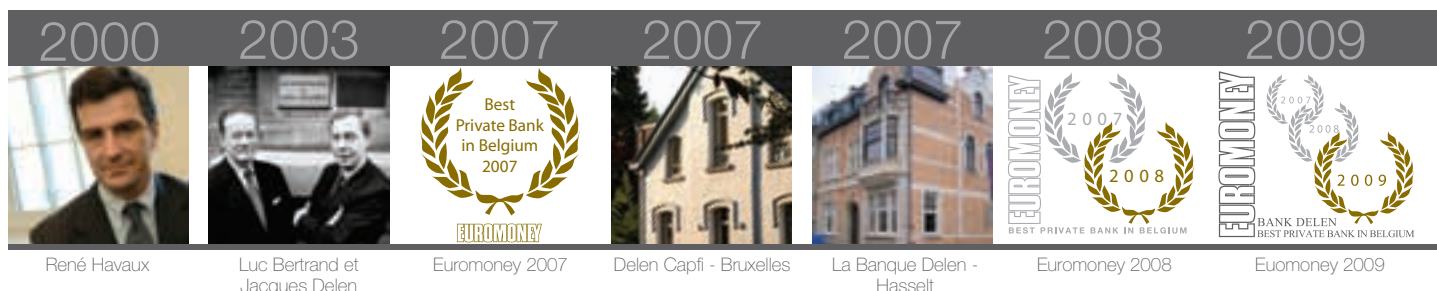 2000 2003 2007 2007 2007 2008 2009
Best
Private Bank
in Belgium
2007
EUROMONEY
EUROMONEY
2007
2008
BEST PRIVATE BANK IN BELGIUM
EUROMONEY
2007
2008
2009
BANK DELEN
BEST PRIVATE BANK IN BELGIUM
René Havaux
Luc Bertrand et
Jacques Delen
Euromoney 2007
Delen Capfi - Bruxelles
La Banque Delen -
Hasselt
Euromoney 2008
Euomoney 2009